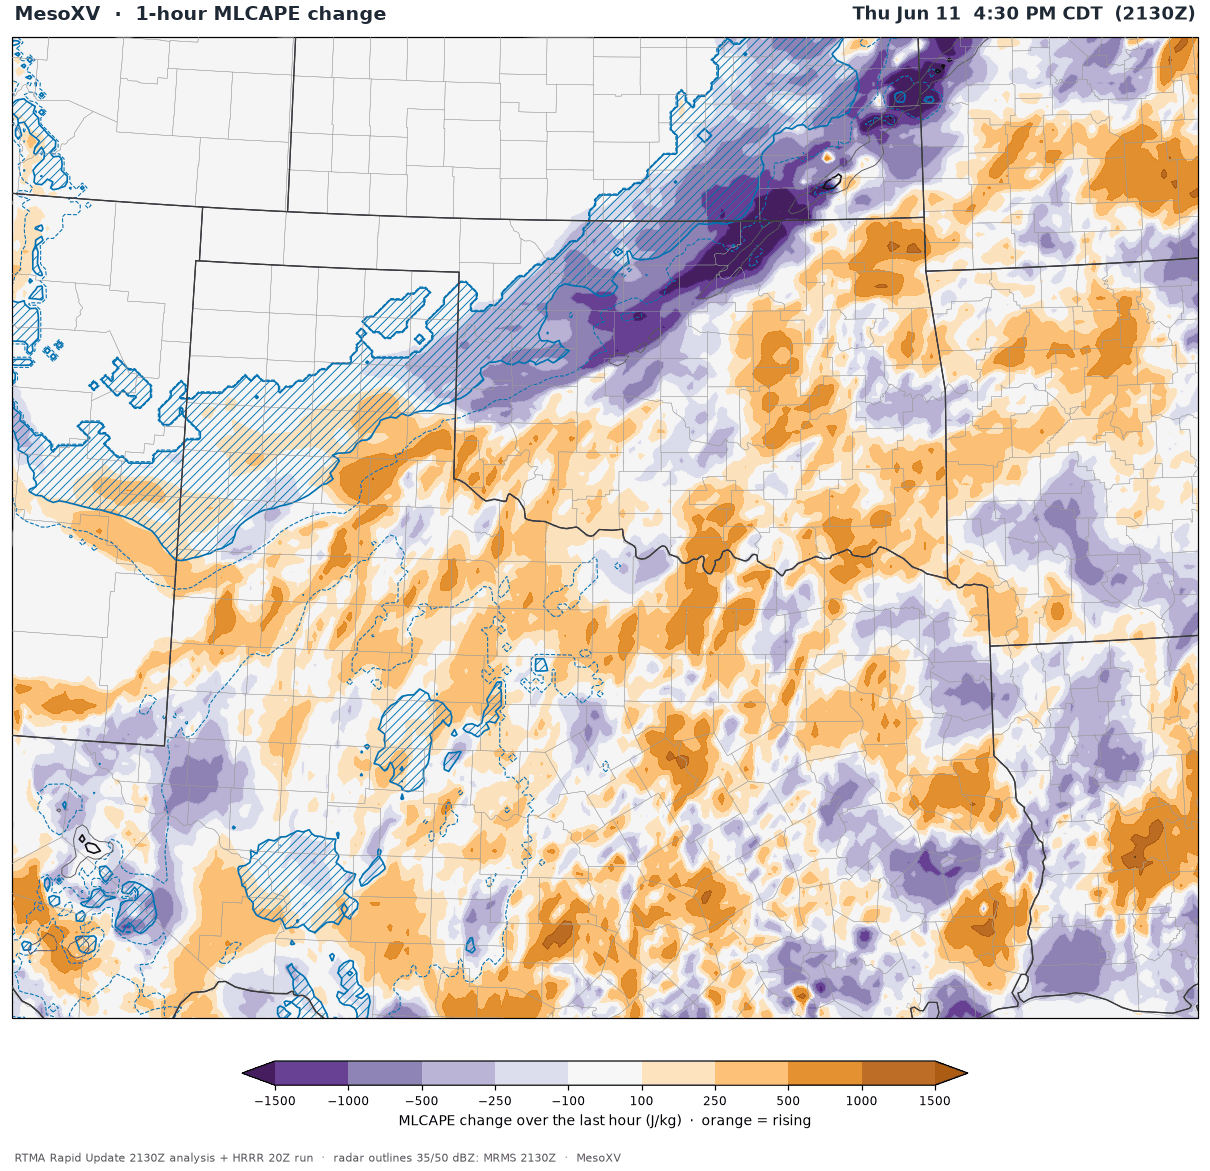 MesoXV · 1-hour MLCAPE change
Thu Jun 11 4:30 PM CDT (2130Z)
−1500 −1000 −500 −250 −100 100 250 500 1000 1500
MLCAPE change over the last hour (J/kg) · orange = rising
RTMA Rapid Update 2130Z analysis + HRRR 20Z run · radar outlines 35/50 dBZ: MRMS 2130Z · MesoXV